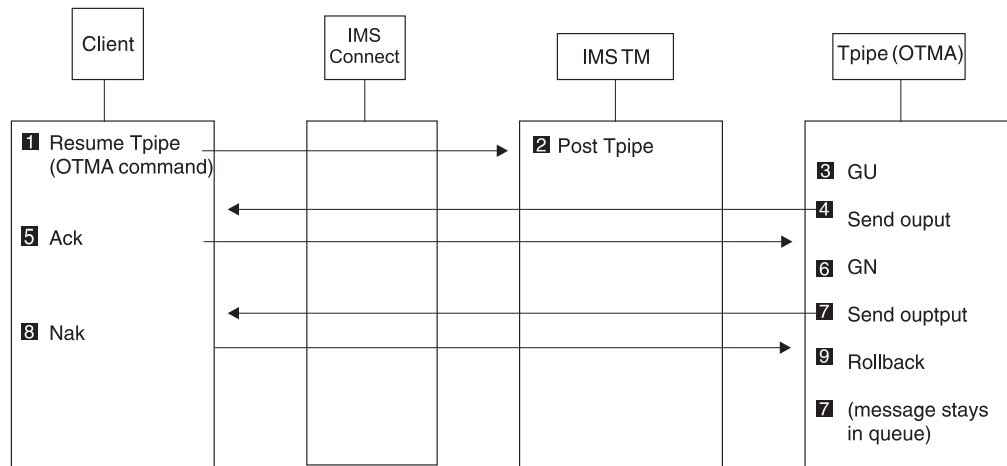 Client
IMS
Connect
IMS TM
Tpipe (OTMA)
1 Resume Tpipe
(OTMA command)
2 Post Tpipe
3 GU
4 Send ouput
5 Ack
6 GN
7 Send ouptput
8 Nak
9 Rollback
7 (message stays
in queue)